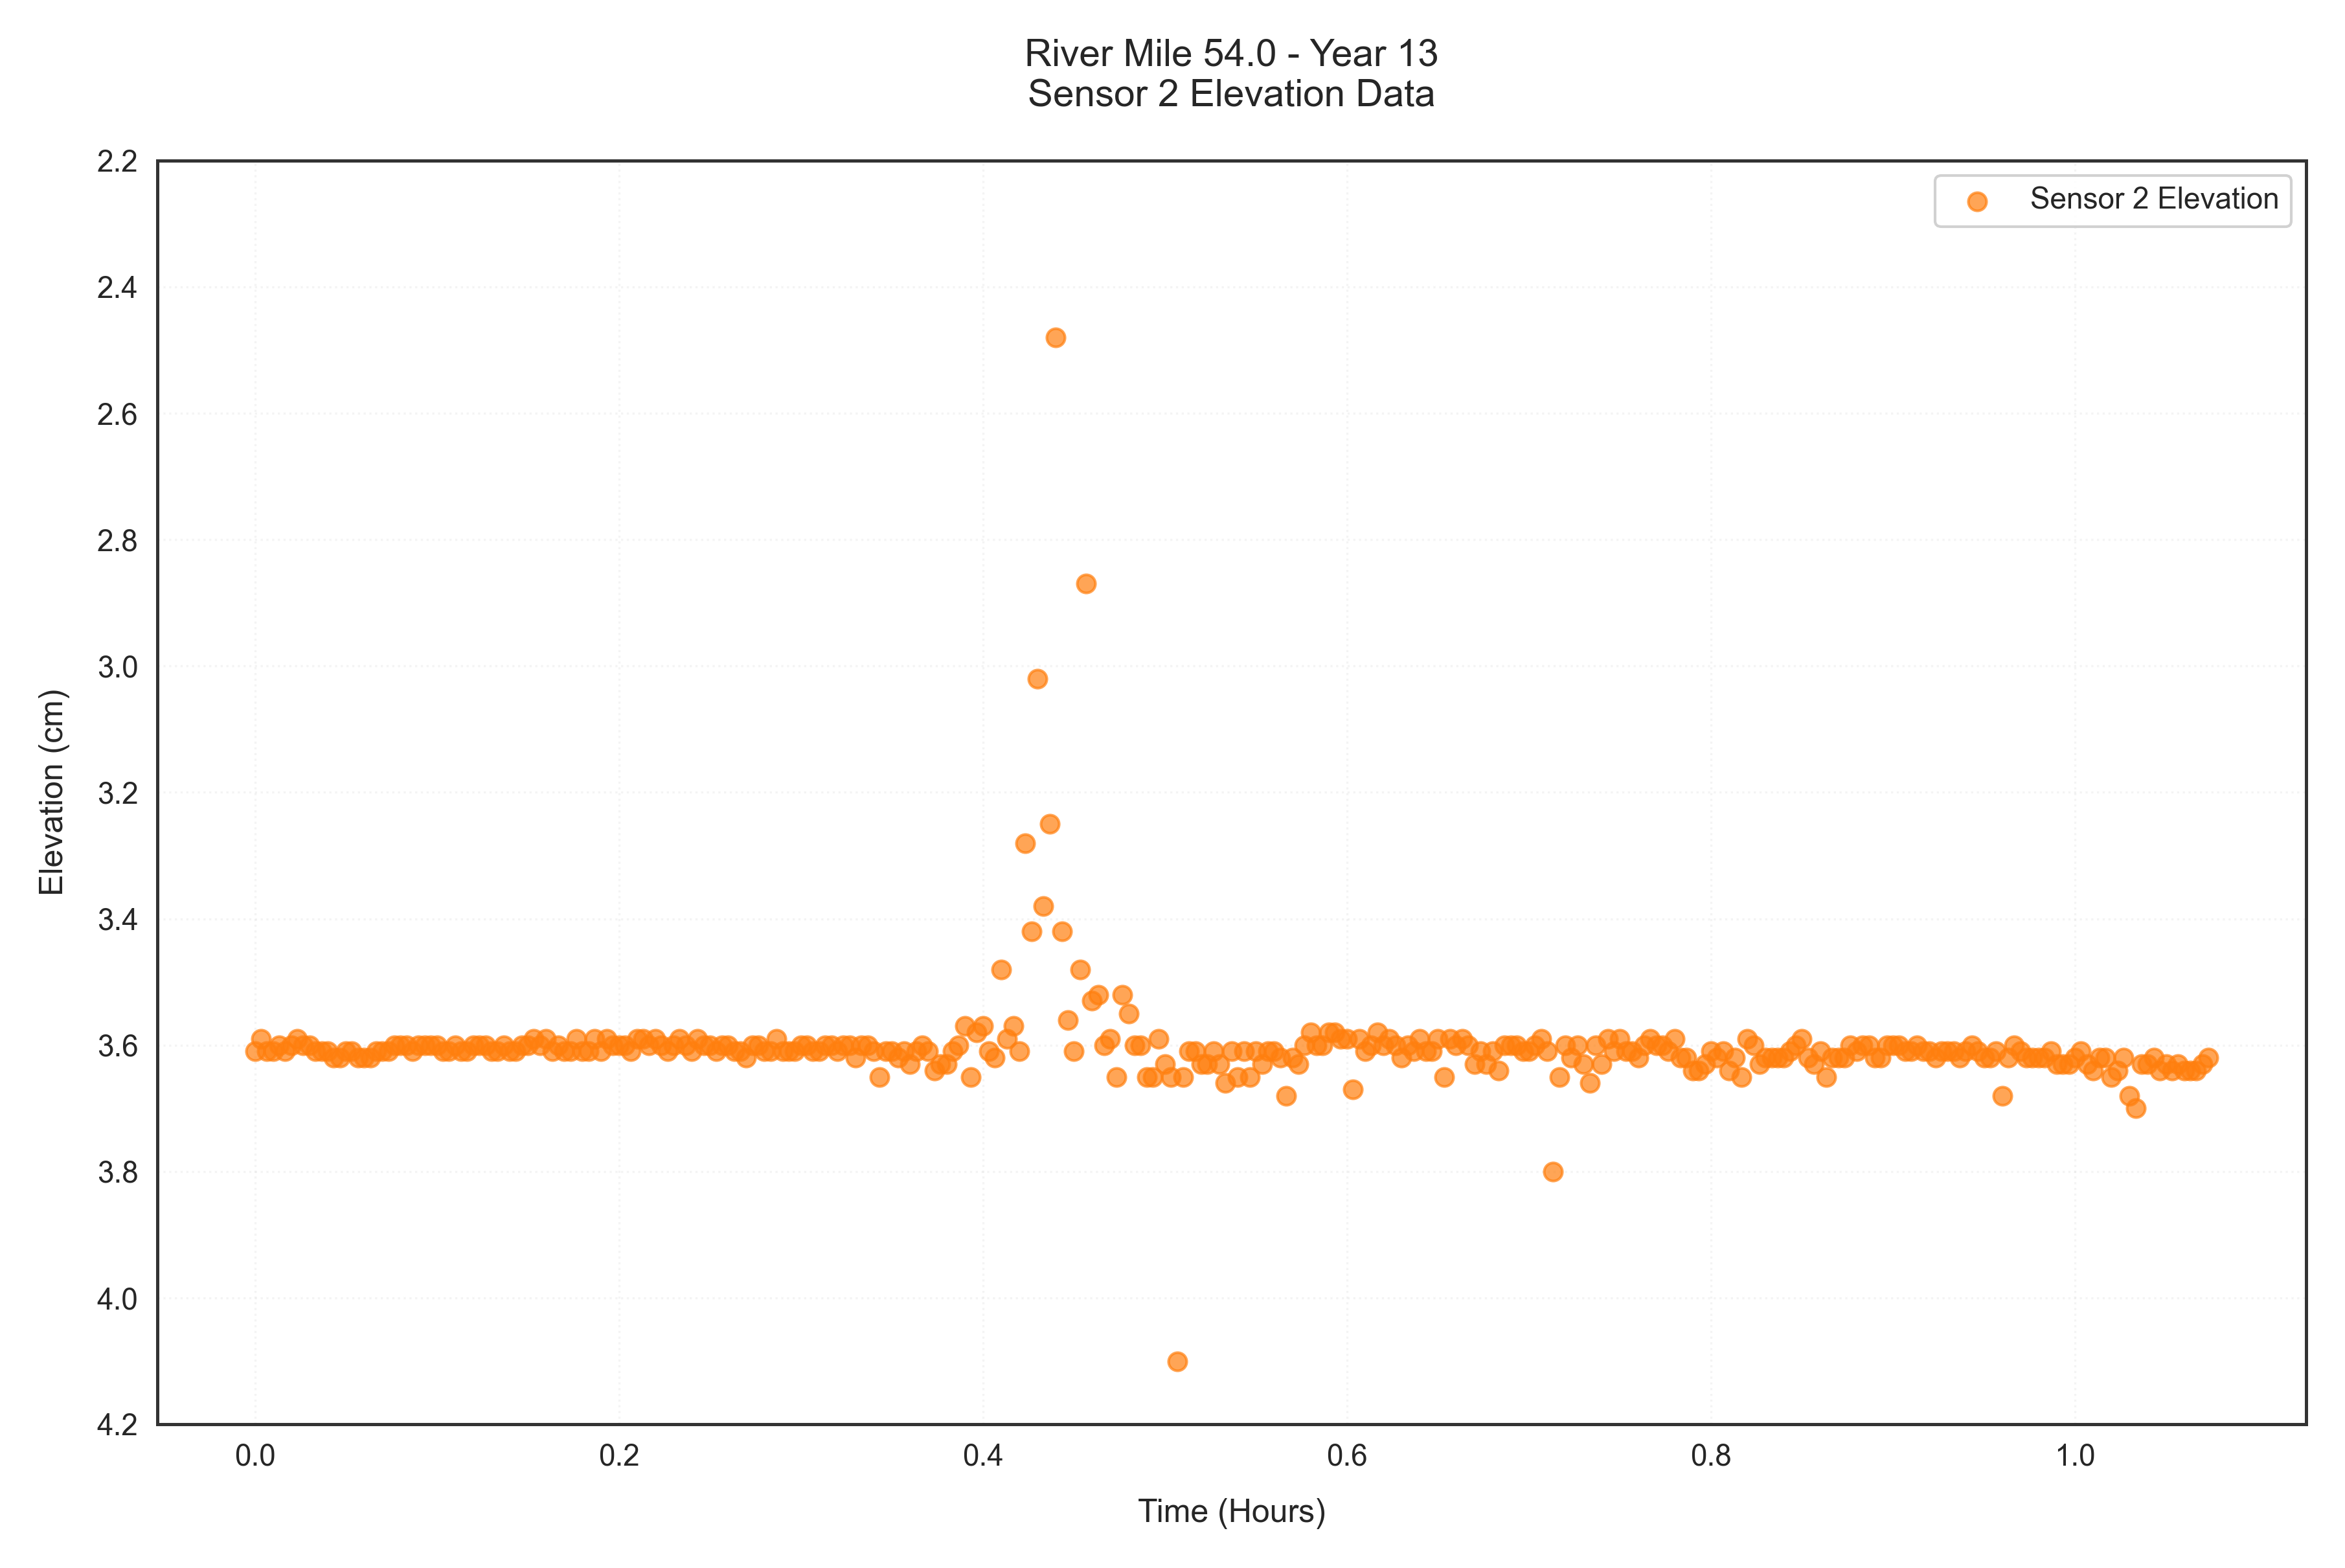 River Mile 54.0 - Year 13
Sensor 2 Elevation Data
Sensor 2 Elevation
2.2
2.4
2.6
2.8
3.0
3.2
3.4
3.6
3.8
4.0
4.2
Elevation (cm)
0.0 0.2 0.4 0.6 0.8 1.0
Time (Hours)